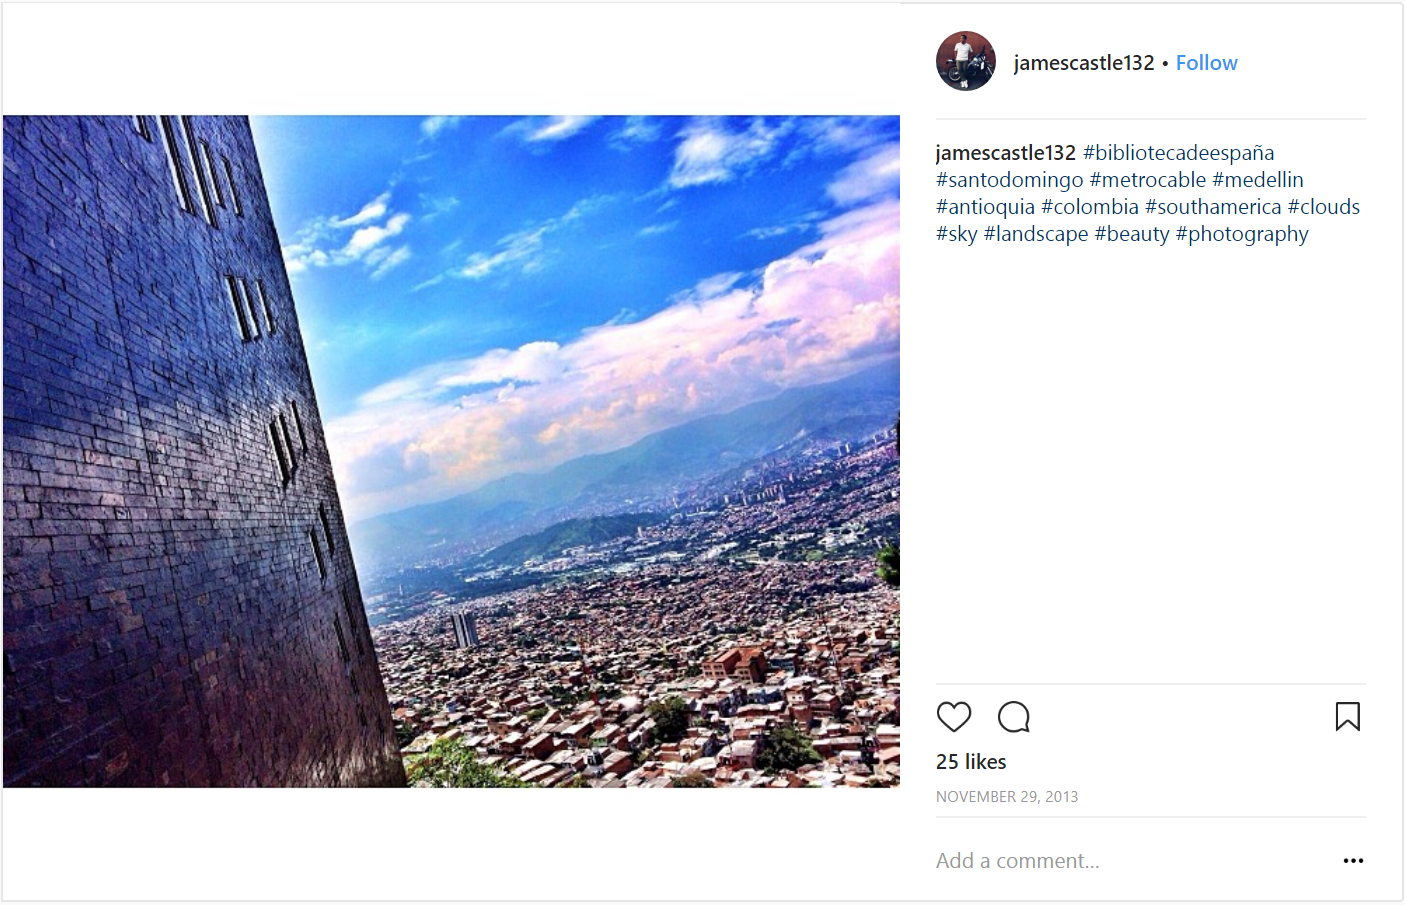 jamescastle132 • Follow
jamescastle132 #bibliotecadeespaña
#santodomingo #metrocable #medellin
#antioquia #colombia #southamerica #clouds
#sky #landscape #beauty #photography
25 likes
NOVEMBER 29, 2013
Add a comment...